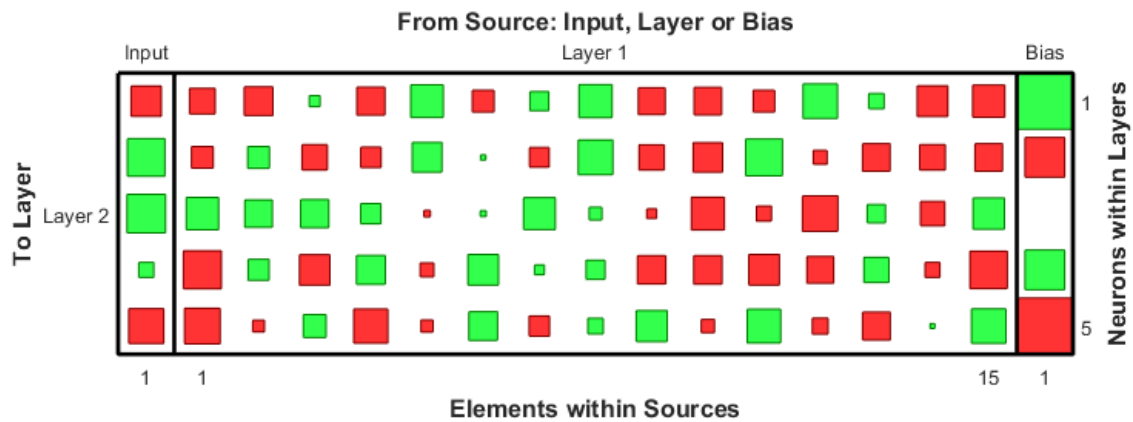 From Source: Input, Layer or Bias
Input Layer 1 Bias
1
To Layer
Layer 2
Neurons within Layers
5
1 1 15 1
Elements within Sources